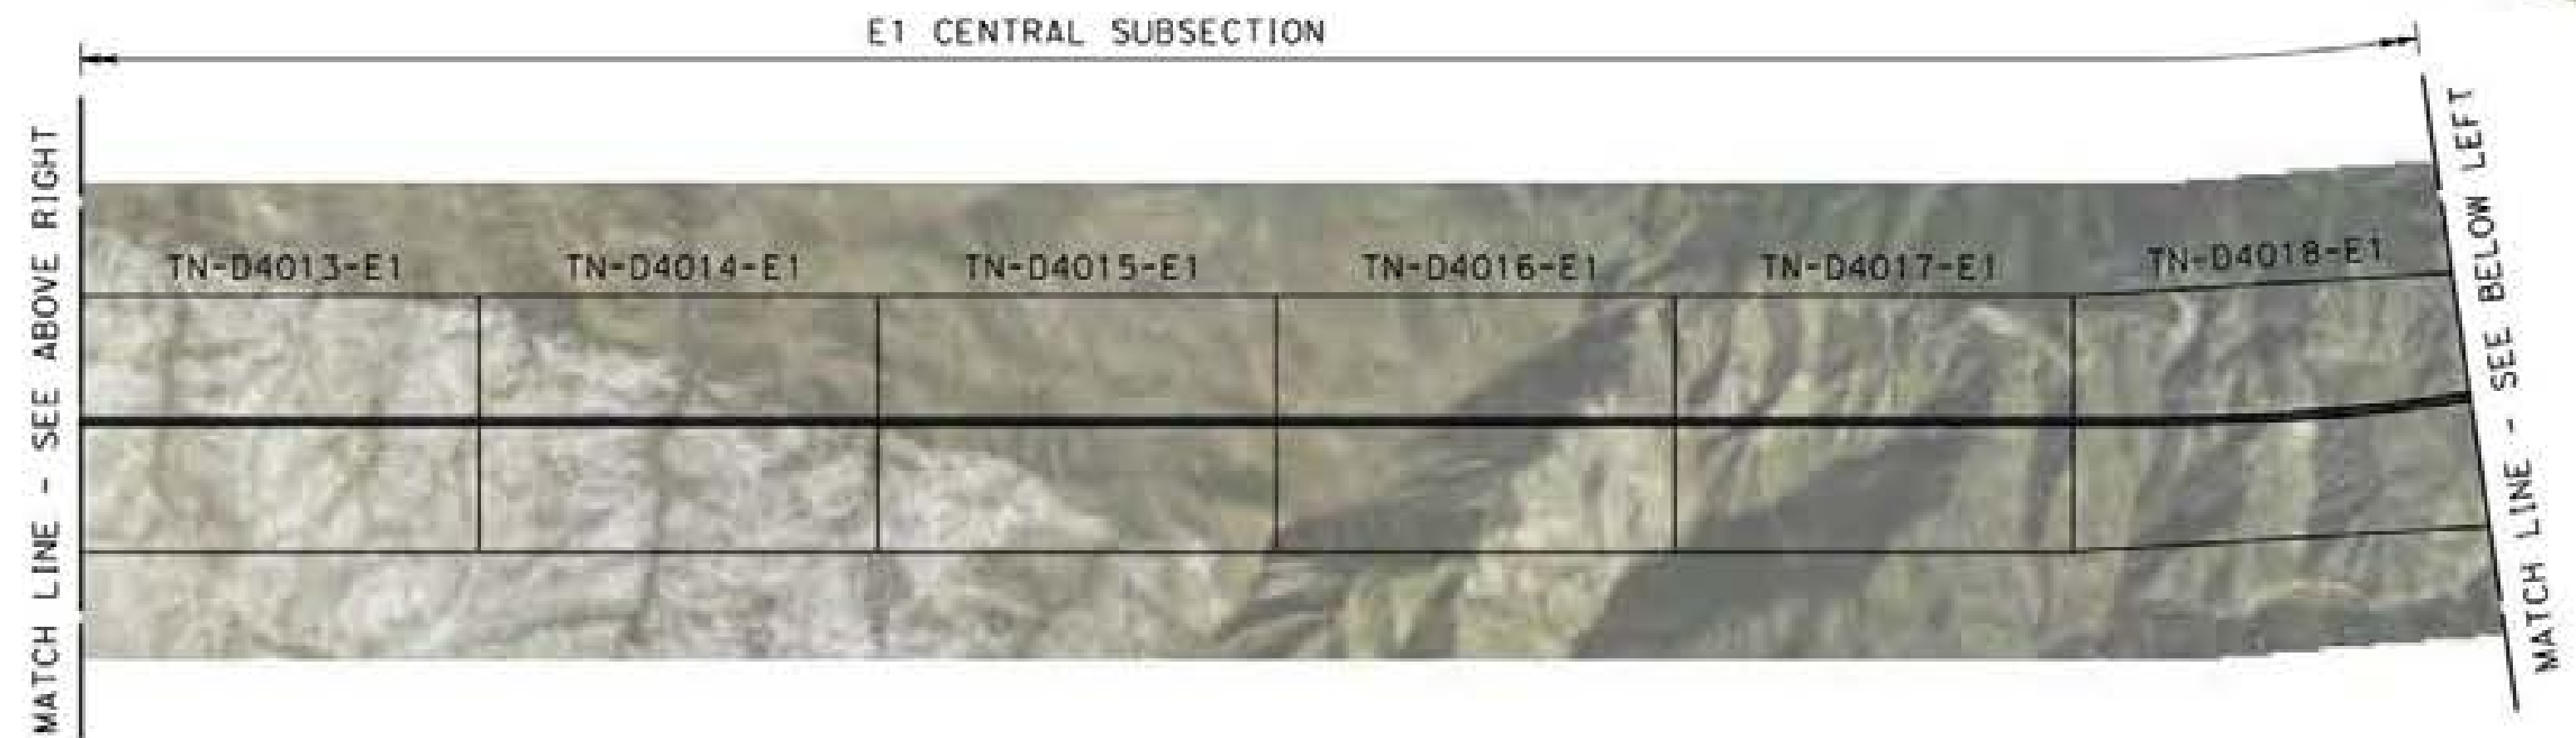 E1 CENTRAL SUBSECTION
MATCH LINE - SEE ABOVE RIGHT
TN-D4013-E1
TN-D4014-E1
TN-D4015-E1
TN-D4016-E1
TN-D4017-E1
TN-D4018-E1
MATCH LINE - SEE BELOW LEFT